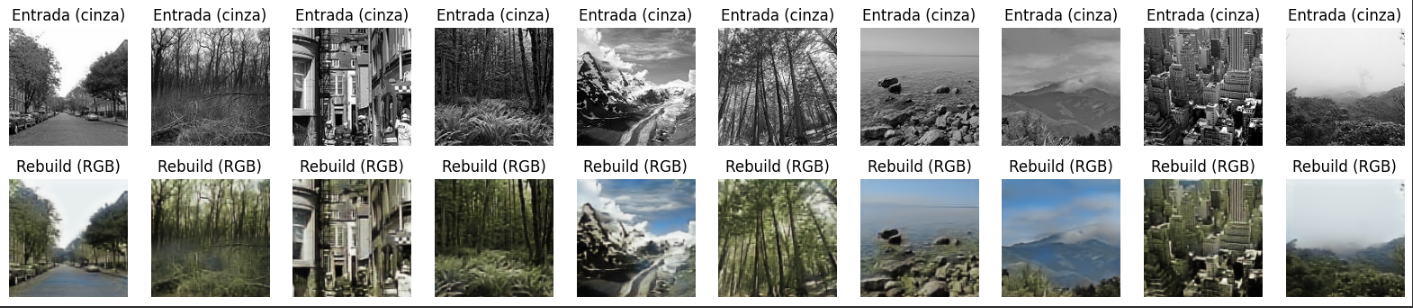 Entrada (cinza) Entrada (cinza) Entrada (cinza) Entrada (cinza) Entrada (cinza) Entrada (cinza) Entrada (cinza) Entrada (cinza) Entrada (cinza) Entrada (cinza)
Rebuild (RGB) Rebuild (RGB) Rebuild (RGB) Rebuild (RGB) Rebuild (RGB) Rebuild (RGB) Rebuild (RGB) Rebuild (RGB) Rebuild (RGB) Rebuild (RGB)